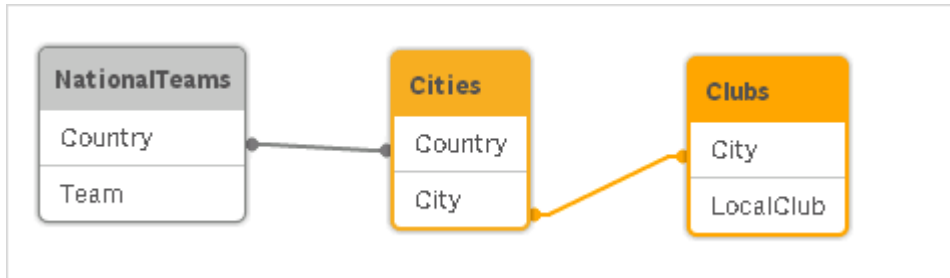 NationalTeams
Country
Team
Cities
Country
City
Clubs
City
LocalClub